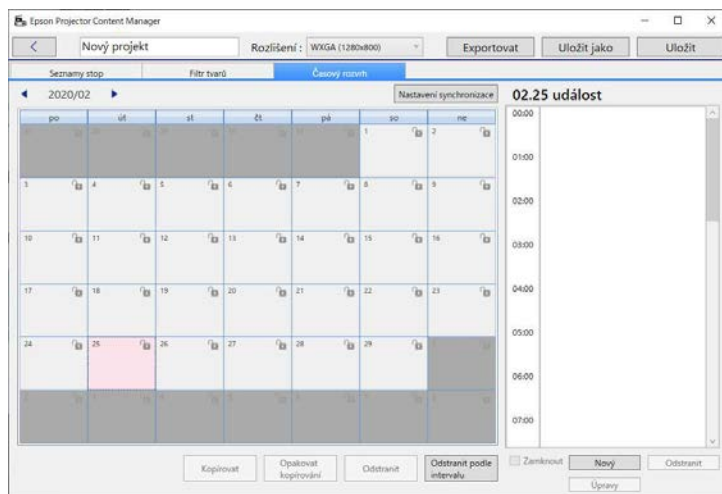 Epson Projector Content Manager
Nový projekt
Rozlišení : WXGA (1280x800)
Exportovat
Uložit jako
Uložit
Seznamy stop
Filtr tvarů
Časový rozvrh
2020/02
Nastavení synchronizace
02.25 událost
po út st čt pá so ne
1 2
3 4 5 6 7 8 9
10 11 12 13 14 15 16
17 18 19 20 21 22 23
24 25 26 27 28 29
00:00
01:00
02:00
03:00
04:00
05:00
06:00
07:00
Kopírovat
Opakovat
kopírování
Odstranit
Odstranit podle
intervalu
Zamknout
Nový
Odstranit
Úpravy